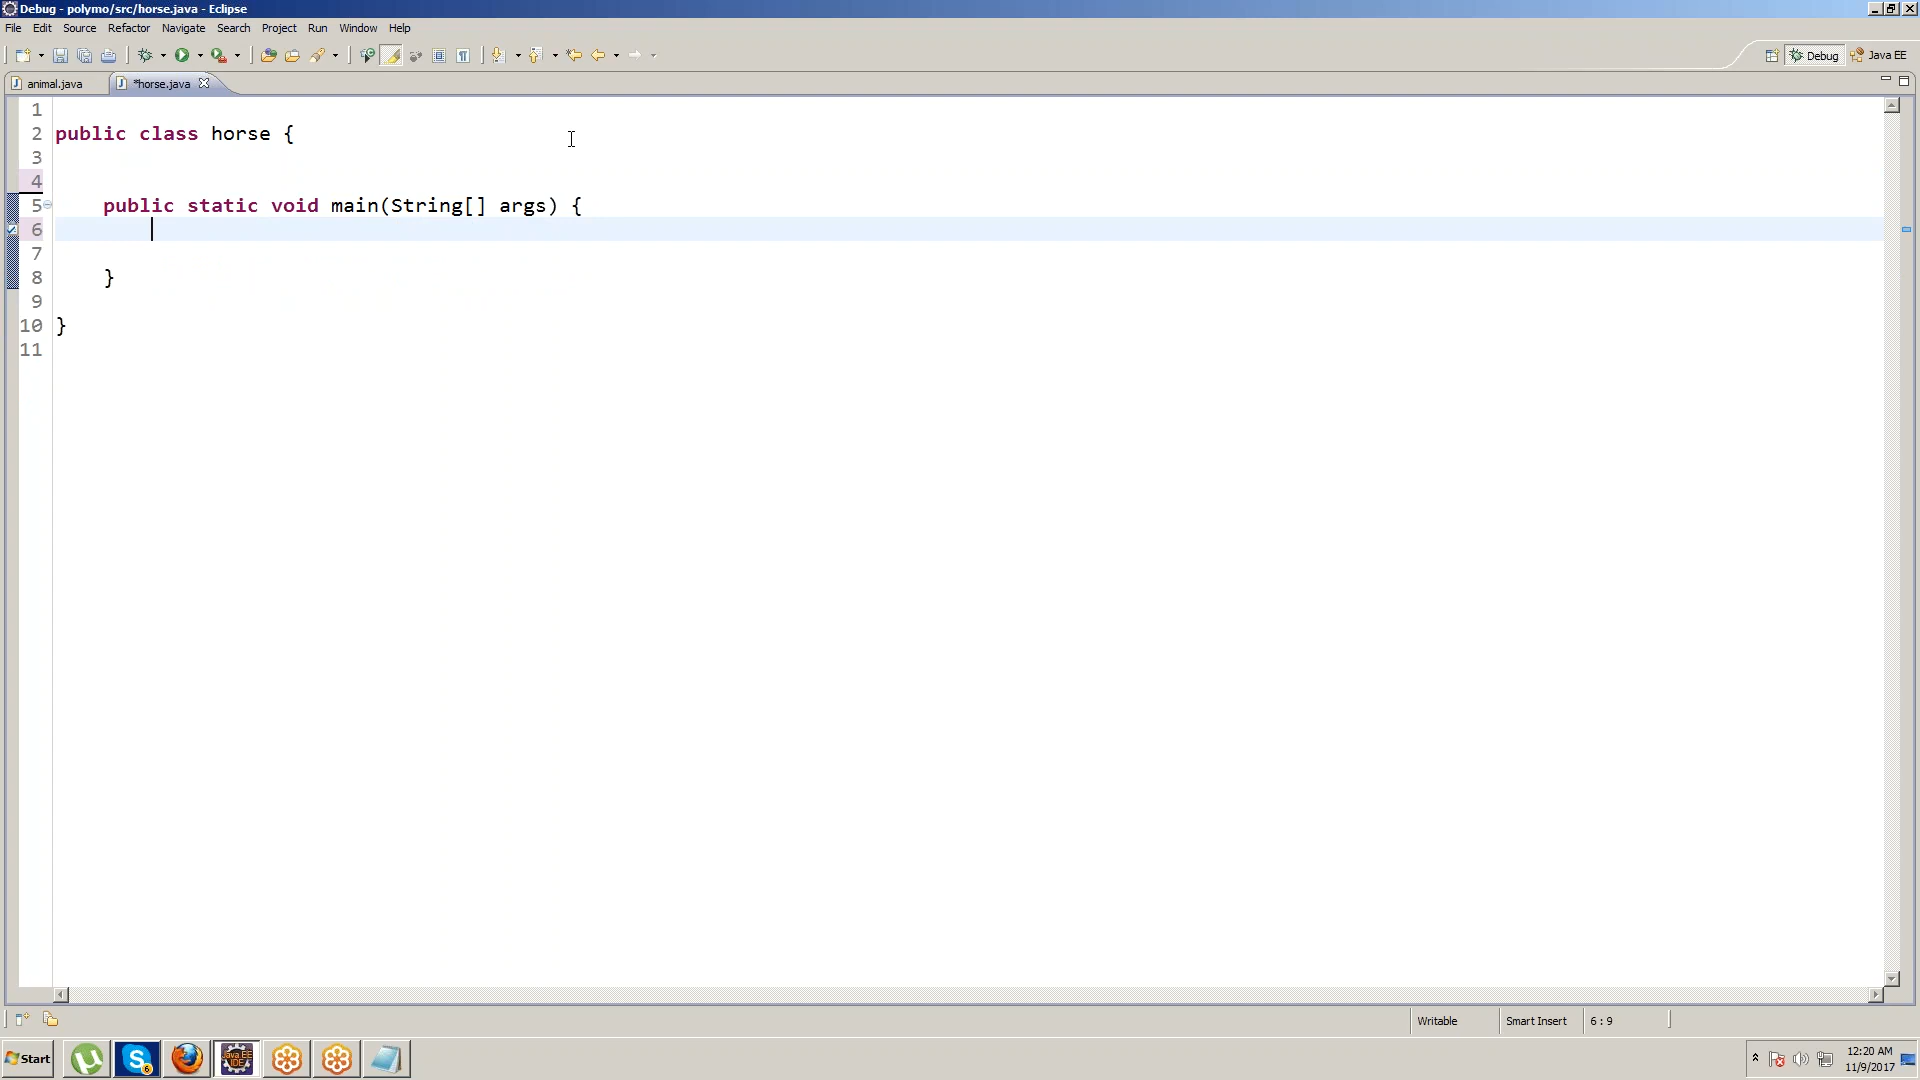 Debug - polymo/src/horse.java - Eclipse
File Edit Source Refactor Navigate Search Project Run Window Help
Debug Java EE
animal.java *horse.java
1
2 public class horse {
3
4
5 public static void main(String[] args) {
6
7
8 }
9
10 }
11
Writable Smart Insert 6 : 9
Start 12:20 AM
11/9/2017